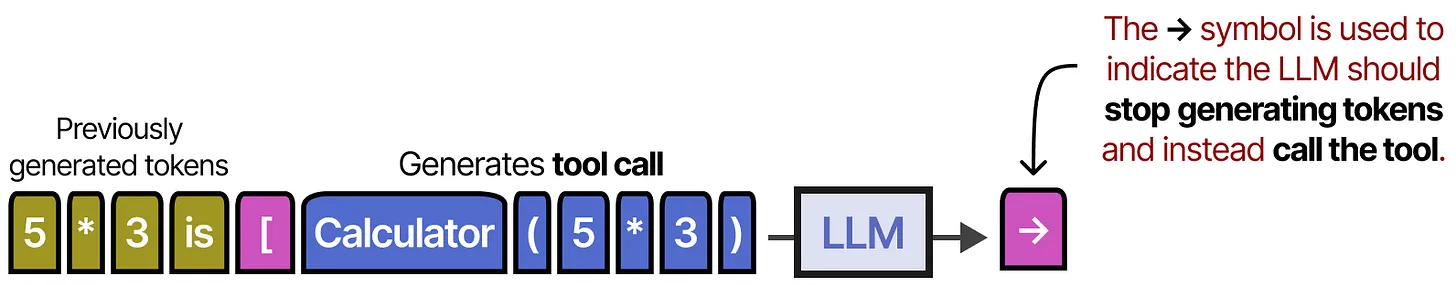 The → symbol is used to
indicate the LLM should
stop generating tokens
and instead call the tool.
Previously
generated tokens
Generates tool call
5 * 3 is [ Calculator ( 5 * 3 ) LLM →